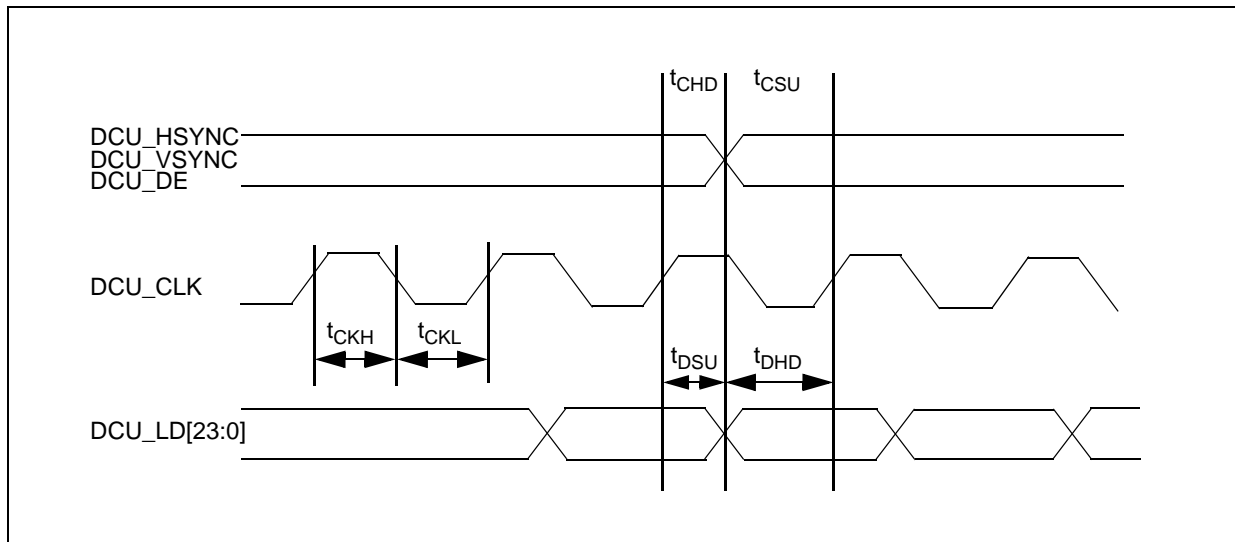 tCHD
tCSU
DCU_HSYNC
DCU_VSYNC
DCU_DE
DCU_CLK
tCKH
tCKL
tDSU
tDHD
DCU_LD[23:0]